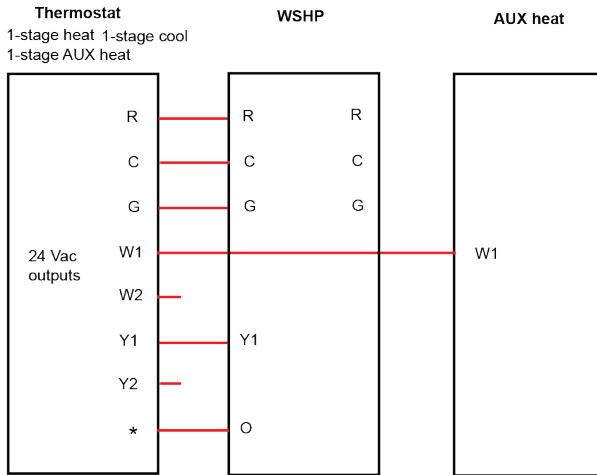 Thermostat
WSHP
AUX heat
1-stage heat 1-stage cool
1-stage AUX heat
R R R
C C C
G G G
24 Vac
outputs
W1 W1
W2
Y1 Y1
Y2
* O